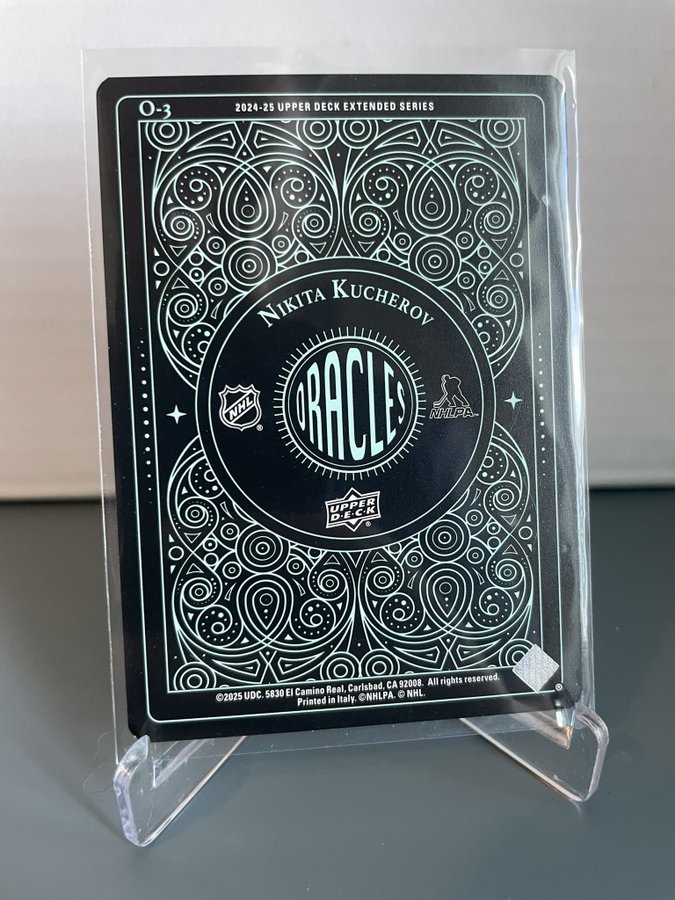 O-3
2024-25 UPPER DECK EXTENDED SERIES
NIKITA KUCHEROV
NHL
®
ORACLES
NHLPA
UPPER
D·E·C·K
®
©2025 UDC. 5830 El Camino Real, Carlsbad, CA 92008. All rights reserved.
Printed in Italy. ©NHLPA. © NHL.
®